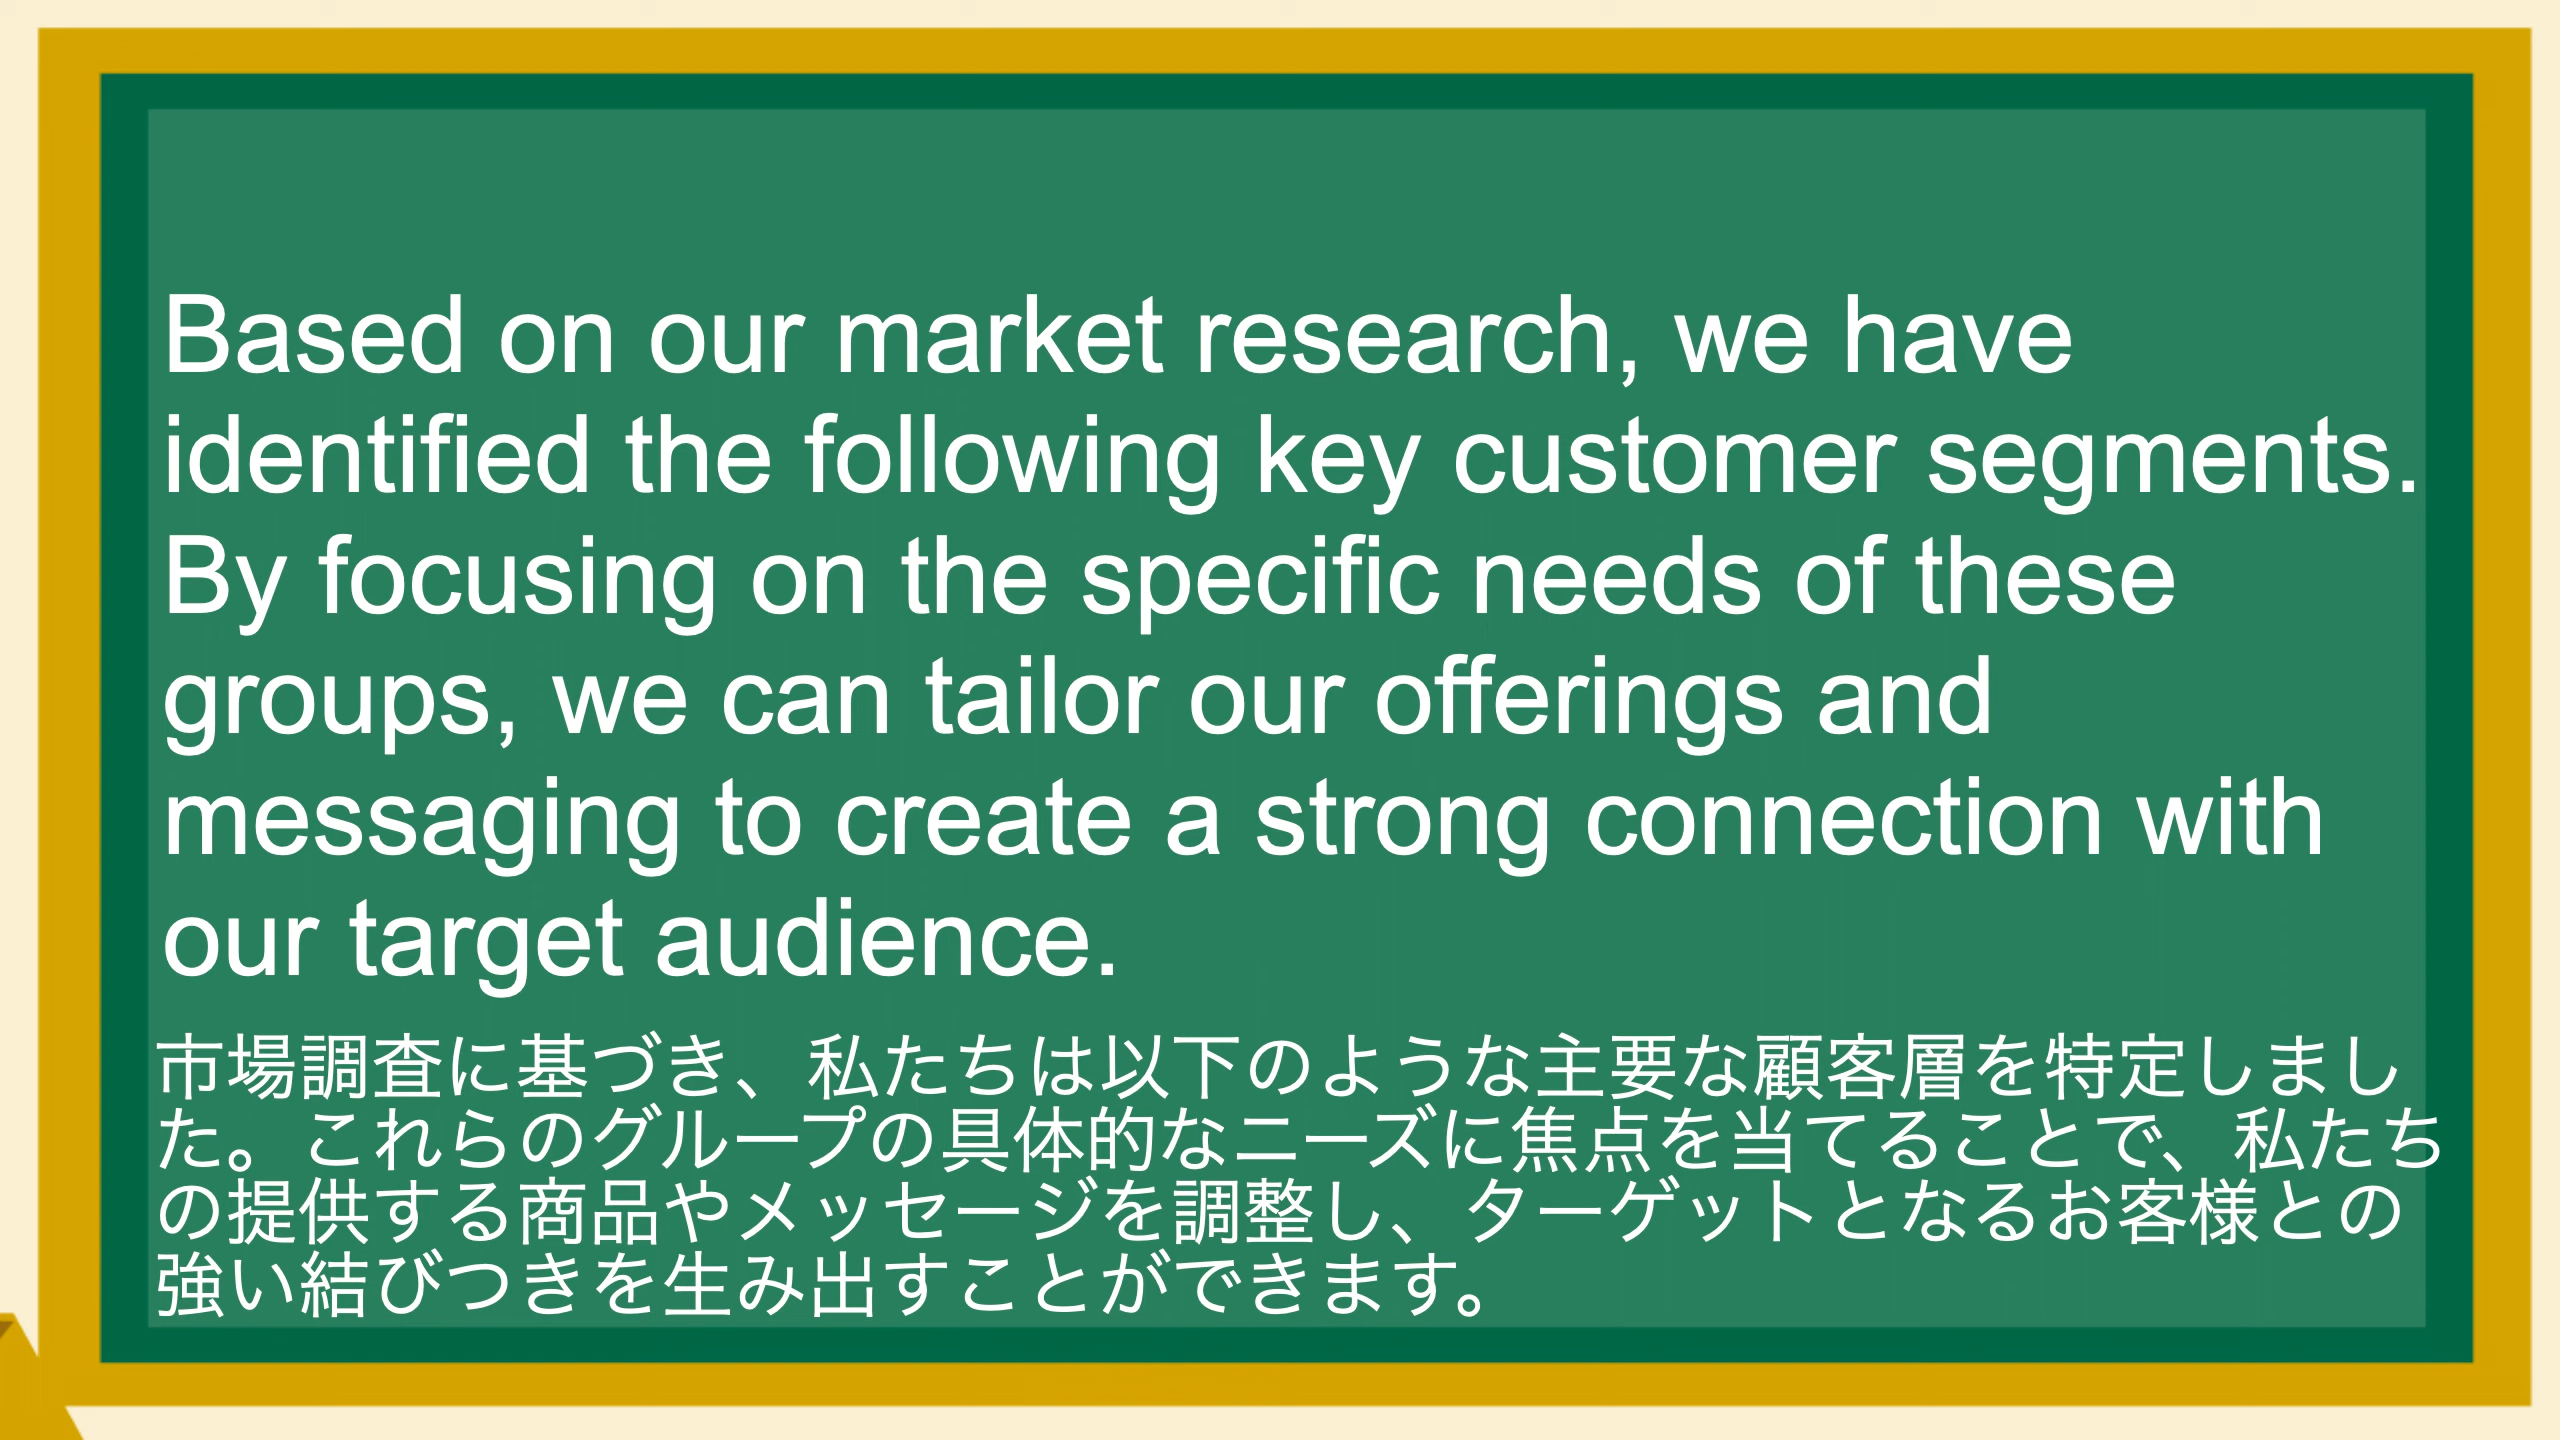 Based on our market research, we have
identified the following key customer segments.
By focusing on the specific needs of these
groups, we can tailor our offerings and
messaging to create a strong connection with
our target audience.
市場調査に基づき、私たちは以下のような主要な顧客層を特定しまし
た。これらのグループの具体的なニーズに焦点を当てることで、私たち
の提供する商品やメッセージを調整し、ターゲットとなるお客様との
強い結びつきを生み出すことができます。